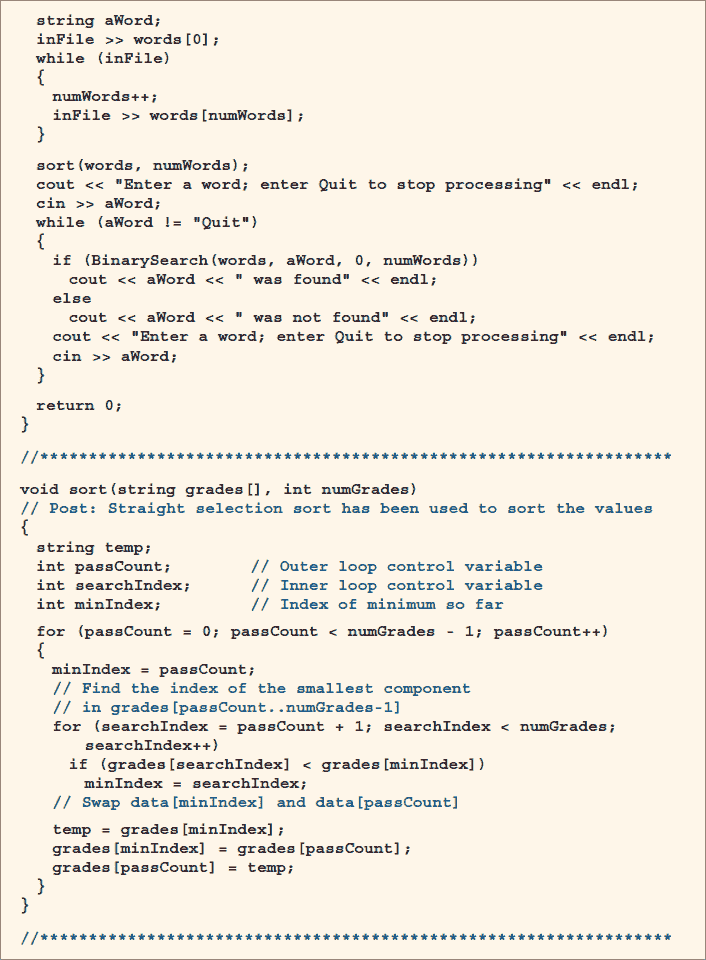 string aWord;
inFile >> words[0];
while (inFile)
{
numWords++;
inFile >> words[numWords];
}
sort(words, numWords);
cout << "Enter a word; enter Quit to stop processing" << endl;
cin >> aWord;
while (aWord != "Quit")
{
if (BinarySearch(words, aWord, 0, numWords))
cout << aWord << " was found" << endl;
else
cout << aWord << " was not found" << endl;
cout << "Enter a word; enter Quit to stop processing" << endl;
cin >> aWord;
}
return 0;
}
//*****************************************************************
void sort(string grades[], int numGrades)
// Post: Straight selection sort has been used to sort the values
{
string temp;
int passCount; // Outer loop control variable
int searchIndex; // Inner loop control variable
int minIndex; // Index of minimum so far
for (passCount = 0; passCount < numGrades - 1; passCount++)
{
minIndex = passCount;
// Find the index of the smallest component
// in grades[passCount..numGrades-1]
for (searchIndex = passCount + 1; searchIndex < numGrades;
searchIndex++)
if (grades[searchIndex] < grades[minIndex])
minIndex = searchIndex;
// Swap data[minIndex] and data[passCount]
temp = grades[minIndex];
grades[minIndex] = grades[passCount];
grades[passCount] = temp;
}
}
//*****************************************************************